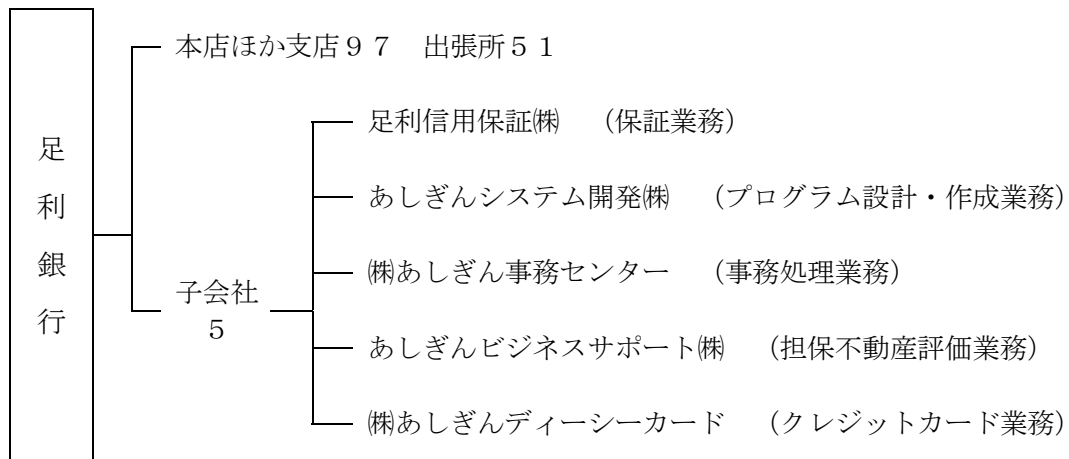 足利銀行
本店ほか支店９７　出張所５１
子会社
５
足利信用保証㈱　（保証業務）
あしぎんシステム開発㈱　（プログラム設計・作成業務）
㈱あしぎん事務センター　（事務処理業務）
あしぎんビジネスサポート㈱　（担保不動産評価業務）
㈱あしぎんディーシーカード　（クレジットカード業務）